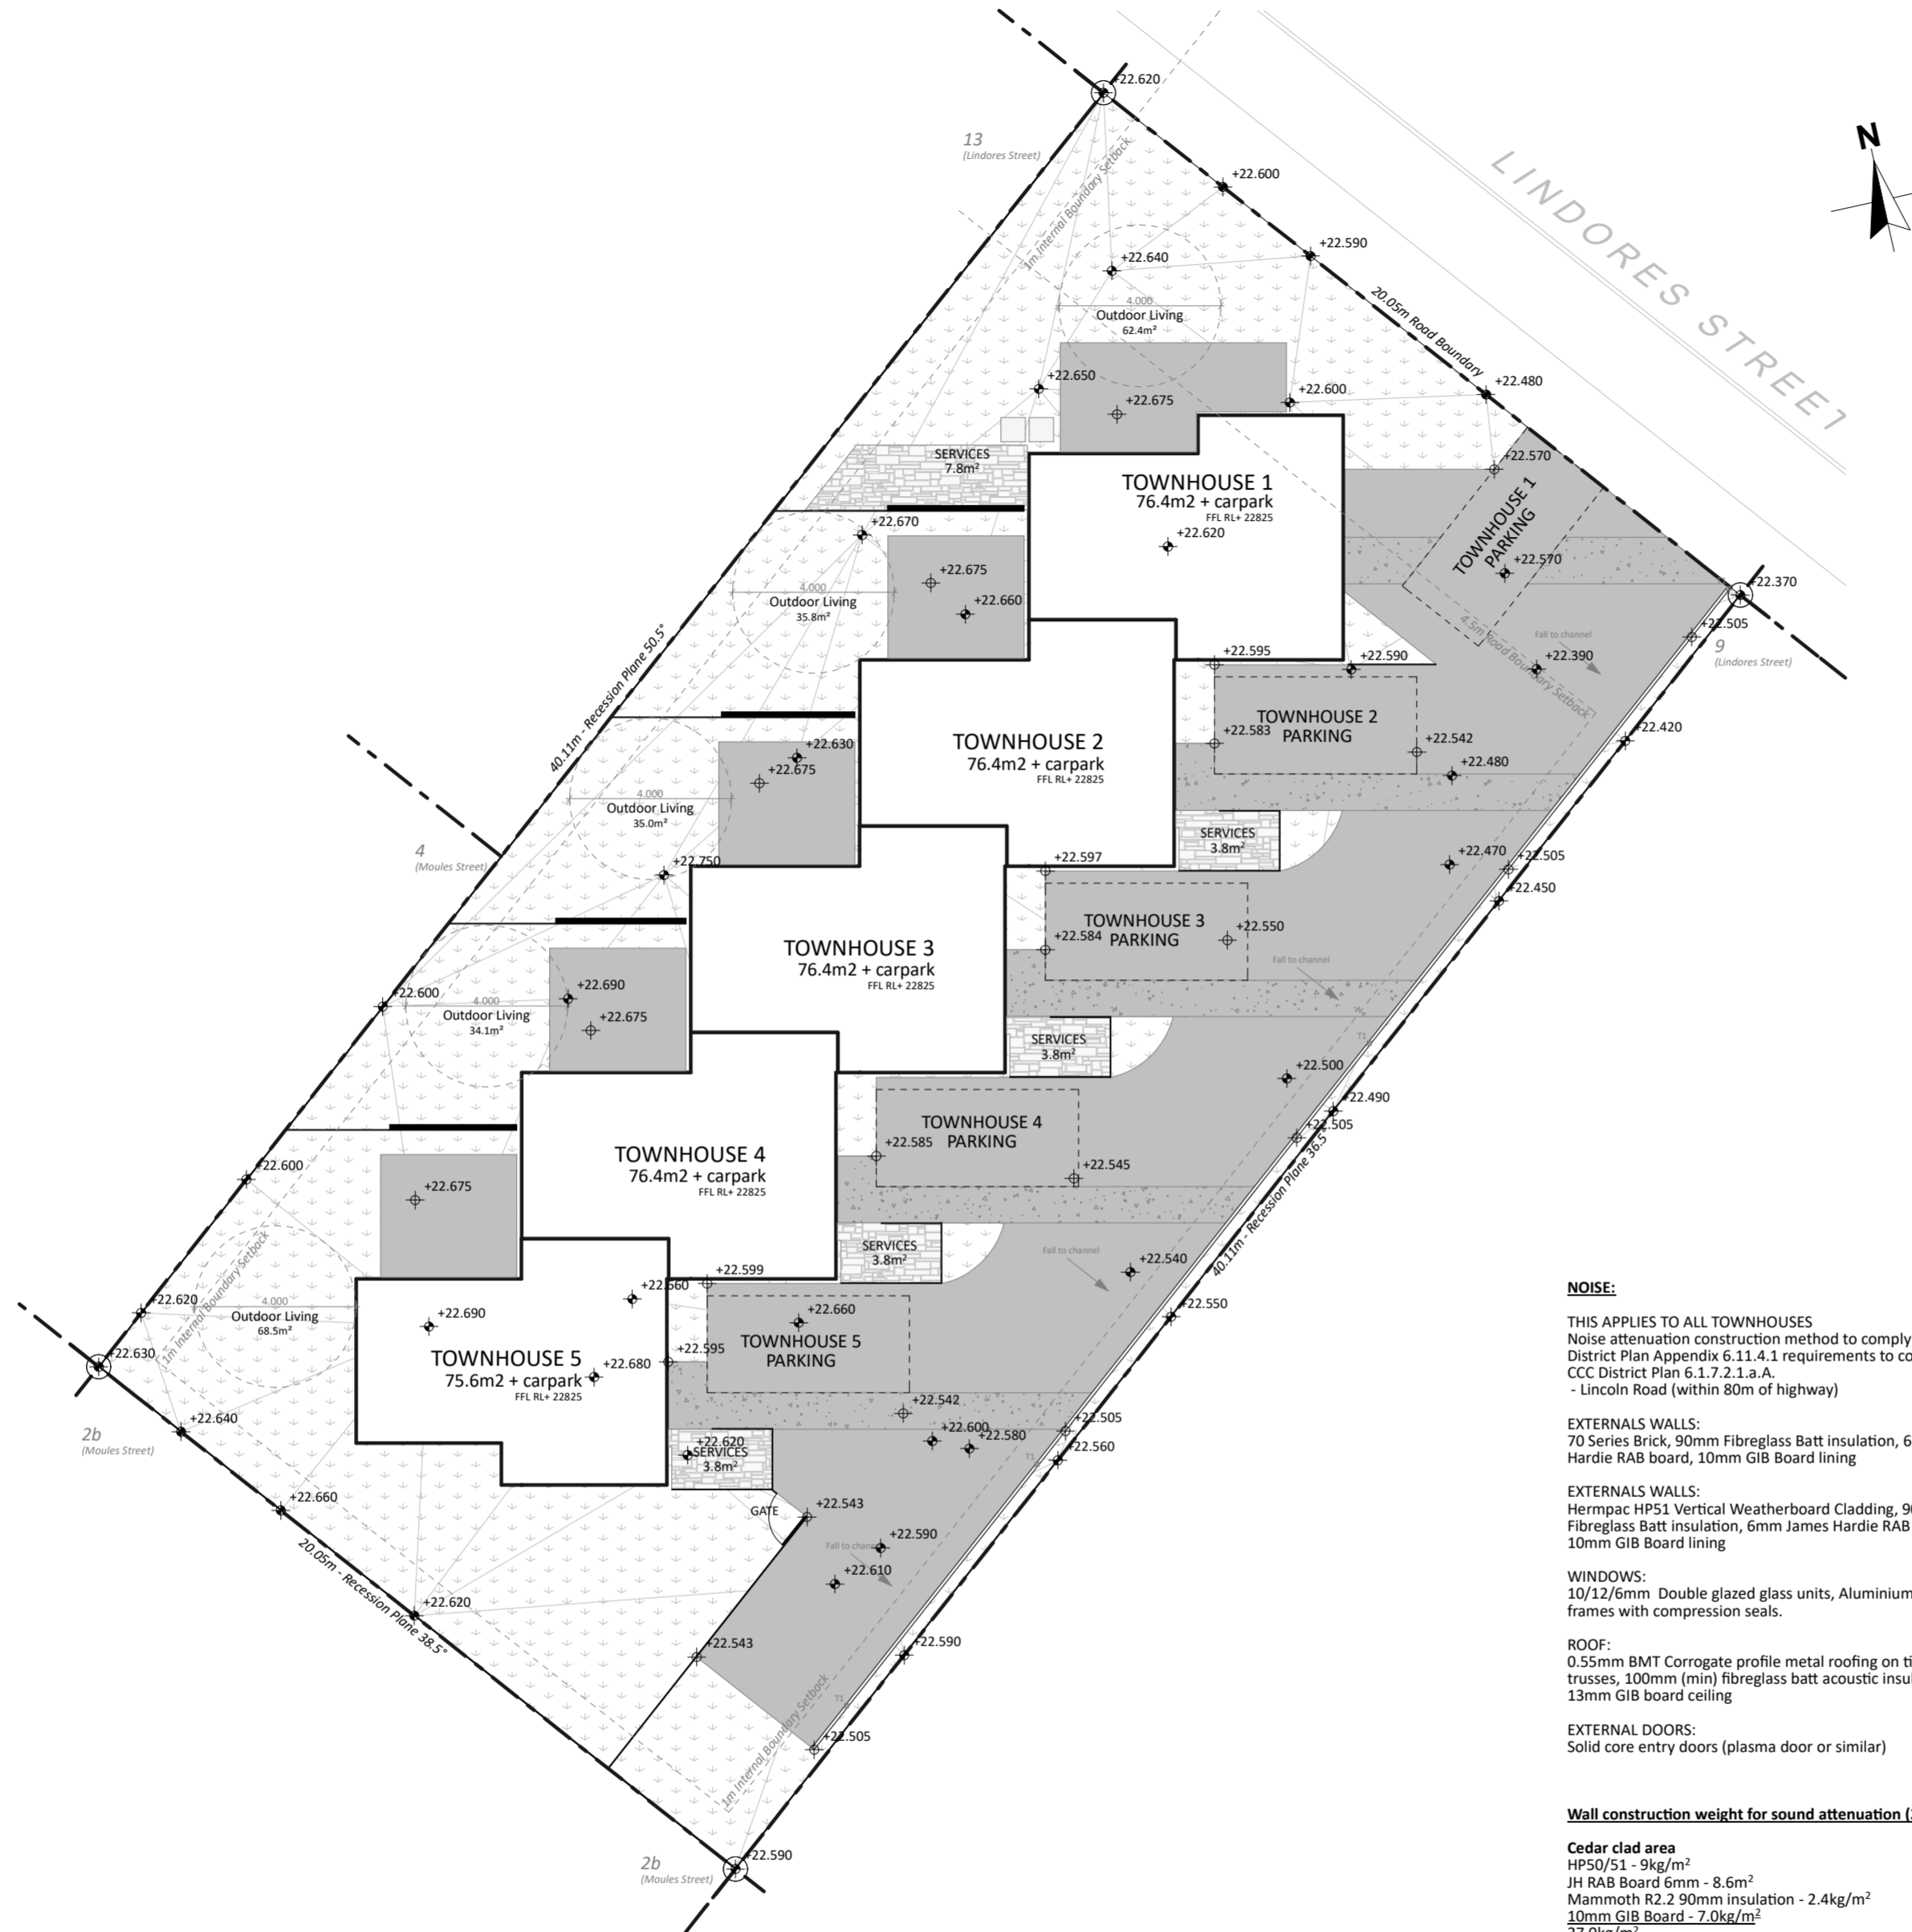 +22.620
13
(Lindores Street)
1m Internal Boundary Setback
N
LINDORES STREET
+22.600
+22.590
+22.640
4.000
Outdoor Living
62.4m²
20.05m Road Boundary
+22.650
+22.675
+22.600
+22.480
SERVICES
7.8m²
TOWNHOUSE 1
76.4m2 + carpark
FFL RL+ 22825
+22.620
+22.570
TOWNHOUSE 1
PARKING
+22.570
+22.370
+22.505
9
(Lindores Street)
Fall to channel
+22.390
4.5m Road Boundary Setback
+22.670
+22.675
+22.660
4.000
Outdoor Living
35.8m²
40.11m - Recession Plane 50.5°
+22.595
+22.590
TOWNHOUSE 2
PARKING
+22.583
+22.542
+22.480
+22.420
TOWNHOUSE 2
76.4m2 + carpark
FFL RL+ 22825
+22.630
+22.675
4.000
Outdoor Living
35.0m²
4
(Moules Street)
+22.750
SERVICES
3.8m²
+22.470
+22.505
+22.450
+22.597
TOWNHOUSE 3
PARKING
+22.584
+22.550
Fall to channel
TOWNHOUSE 3
76.4m2 + carpark
FFL RL+ 22825
+22.600
+22.690
+22.675
4.000
Outdoor Living
34.1m²
SERVICES
3.8m²
T1
+22.500
+22.490
+22.505
TOWNHOUSE 4
PARKING
+22.585
+22.545
40.11m - Recession Plane 36.5°
TOWNHOUSE 4
76.4m2 + carpark
FFL RL+ 22825
+22.600
+22.675
1m Internal Boundary Setback
SERVICES
3.8m²
Fall to channel
+22.540
+22.550
+22.599
+22.660
+22.660
TOWNHOUSE 5
PARKING
+22.595
+22.542
+22.620
4.000
Outdoor Living
68.5m²
+22.630
+22.690
TOWNHOUSE 5
75.6m2 + carpark
FFL RL+ 22825
+22.680
2b
(Moules Street)
+22.640
+22.620
SERVICES
3.8m²
+22.600
+22.580
+22.505
+22.560
T1
+22.660
GATE
+22.543
+22.590
Fall to channel
+22.610
20.05m - Recession Plane 38.5°
+22.620
+22.543
+22.590
T1
1m Internal Boundary Setback
+22.505
2b
(Moules Street)
+22.590
NOISE:
THIS APPLIES TO ALL TOWNHOUSES
Noise attenuation construction method to comply
District Plan Appendix 6.11.4.1 requirements to
CCC District Plan 6.1.7.2.1.a.A.
- Lincoln Road (within 80m of highway)
EXTERNALS WALLS:
70 Series Brick, 90mm Fibreglass Batt insulation,
Hardie RAB board, 10mm GIB Board lining
EXTERNALS WALLS:
Hermpac HP51 Vertical Weatherboard Cladding,
Fibreglass Batt insulation, 6mm James Hardie RAB
10mm GIB Board lining
WINDOWS:
10/12/6mm Double glazed glass units, Aluminium
frames with compression seals.
ROOF:
0.55mm BMT Corrogate profile metal roofing on
trusses, 100mm (min) fibreglass batt acoustic
13mm GIB board ceiling
EXTERNAL DOORS:
Solid core entry doors (plasma door or similar)
Wall construction weight for sound attenuation
Cedar clad area
HP50/51 - 9kg/m²
JH RAB Board 6mm - 8.6m²
Mammoth R2.2 90mm insulation - 2.4kg/m²
10mm GIB Board - 7.0kg/m²
27.0kg/m²